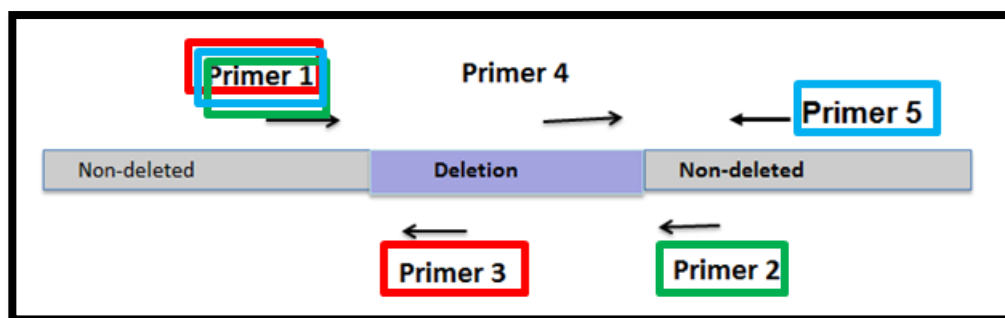 Primer 1
Primer 4
Primer 5
Non-deleted
Deletion
Non-deleted
Primer 3
Primer 2